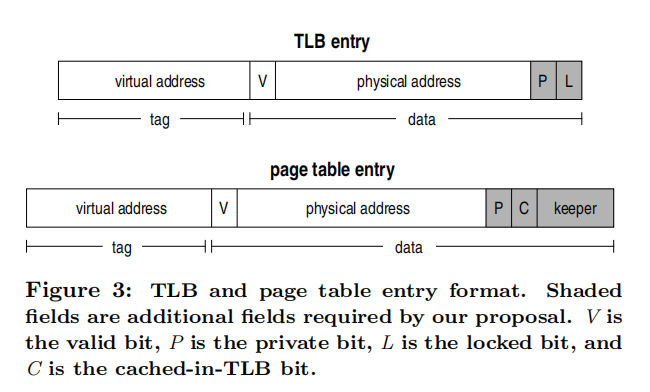 TLB entry
virtual address V physical address P L
tag data
page table entry
virtual address V physical address P C keeper
tag data
Figure 3: TLB and page table entry format. Shaded
fields are additional fields required by our proposal. V is
the valid bit, P is the private bit, L is the locked bit, and
C is the cached-in-TLB bit.